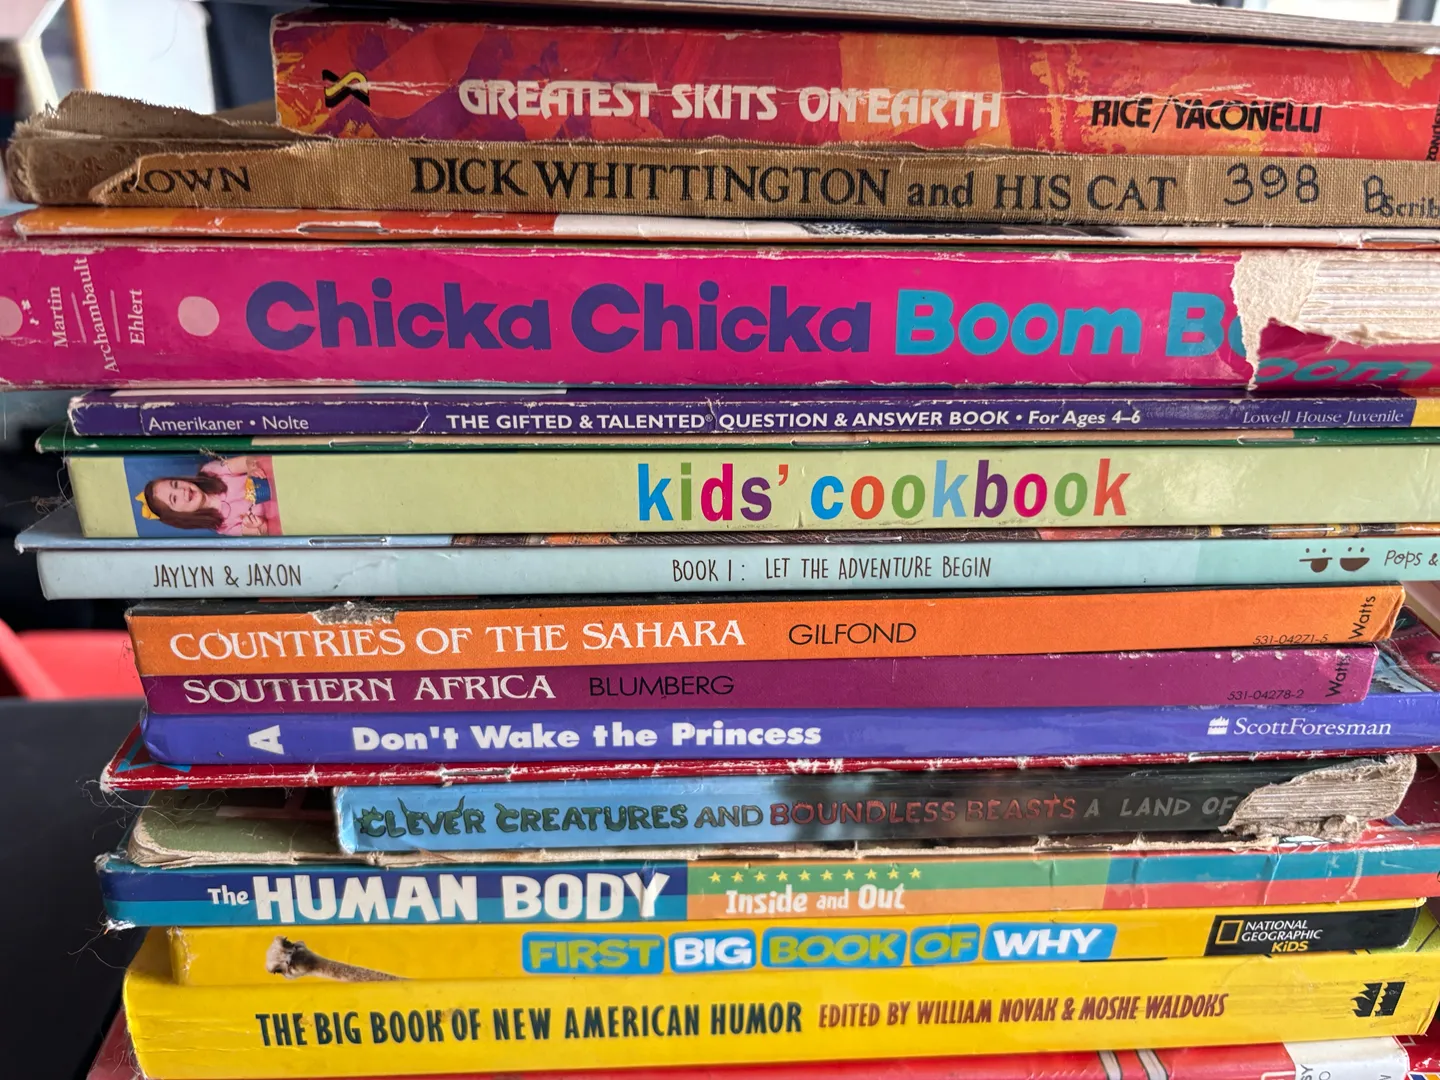 GREATEST SKITS ON EARTH RICE/YACONELLI
ROWN DICK WHITTINGTON and HIS CAT 398 B Scrib
Martin Archambault Ehlert Chicka Chicka Boom Boom
Amerikaner • Nolte THE GIFTED & TALENTED® QUESTION & ANSWER BOOK • For Ages 4–6 Lowell House Juvenile
kids' cookbook
JAYLYN & JAXON BOOK 1: LET THE ADVENTURE BEGIN POPS &
COUNTRIES OF THE SAHARA GILFOND 531-04271-5 Watts
SOUTHERN AFRICA BLUMBERG 531-04278-2 Watts
A Don't Wake the Princess ScottForesman
CLEVER CREATURES AND BOUNDLESS BEASTS A LAND OF
The HUMAN BODY Inside and Out
FIRST BIG BOOK OF WHY NATIONAL GEOGRAPHIC KiDS
THE BIG BOOK OF NEW AMERICAN HUMOR EDITED BY WILLIAM NOVAK & MOSHE WALDOKS